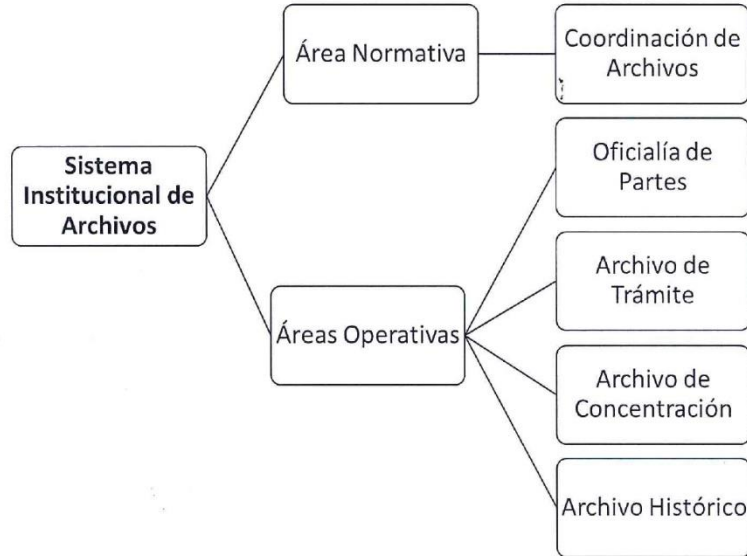 Área Normativa
Coordinación de
Archivos
Sistema
Institucional de
Archivos
Oficialía de
Partes
Archivo de
Trámite
Áreas Operativas
Archivo de
Concentración
Archivo Histórico